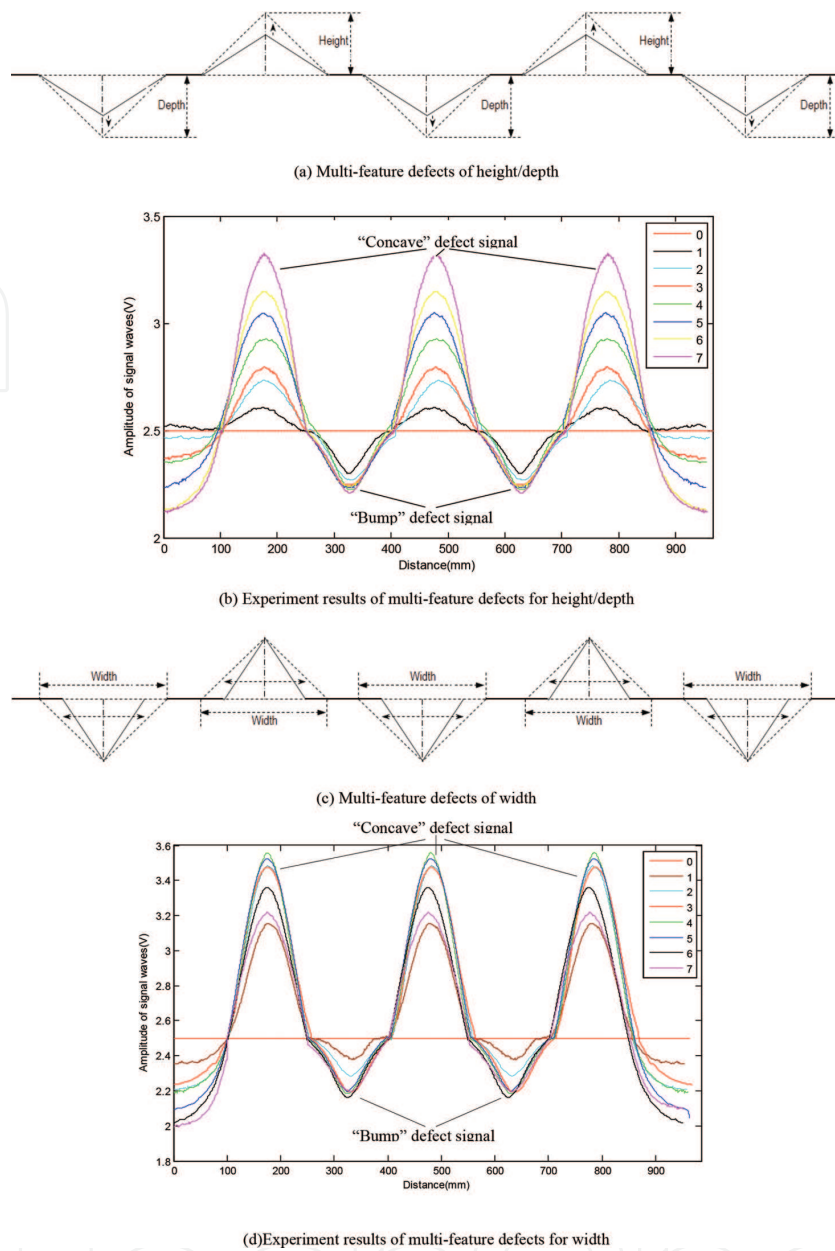 Height
Height
Depth
Depth
Depth
(a) Multi-feature defects of height/depth
3.5
“Concave” defect signal
0
1
2
3
4
5
6
7
3
Amplitude of signal waves(V)
2.5
“Bump” defect signal
2
0 100 200 300 400 500 600 700 800 900
Distance(mm)
(b) Experiment results of multi-feature defects for height/depth
Width
Width
Width
Width
Width
(c) Multi-feature defects of width
“Concave” defect signal
3.6
0
1
2
3
4
5
6
7
3.4
3.2
3
2.8
Amplitude of signal waves(V)
2.6
2.4
2.2
2
“Bump” defect signal
1.8
0 100 200 300 400 500 600 700 800 900
Distance(mm)
(d)Experiment results of multi-feature defects for width